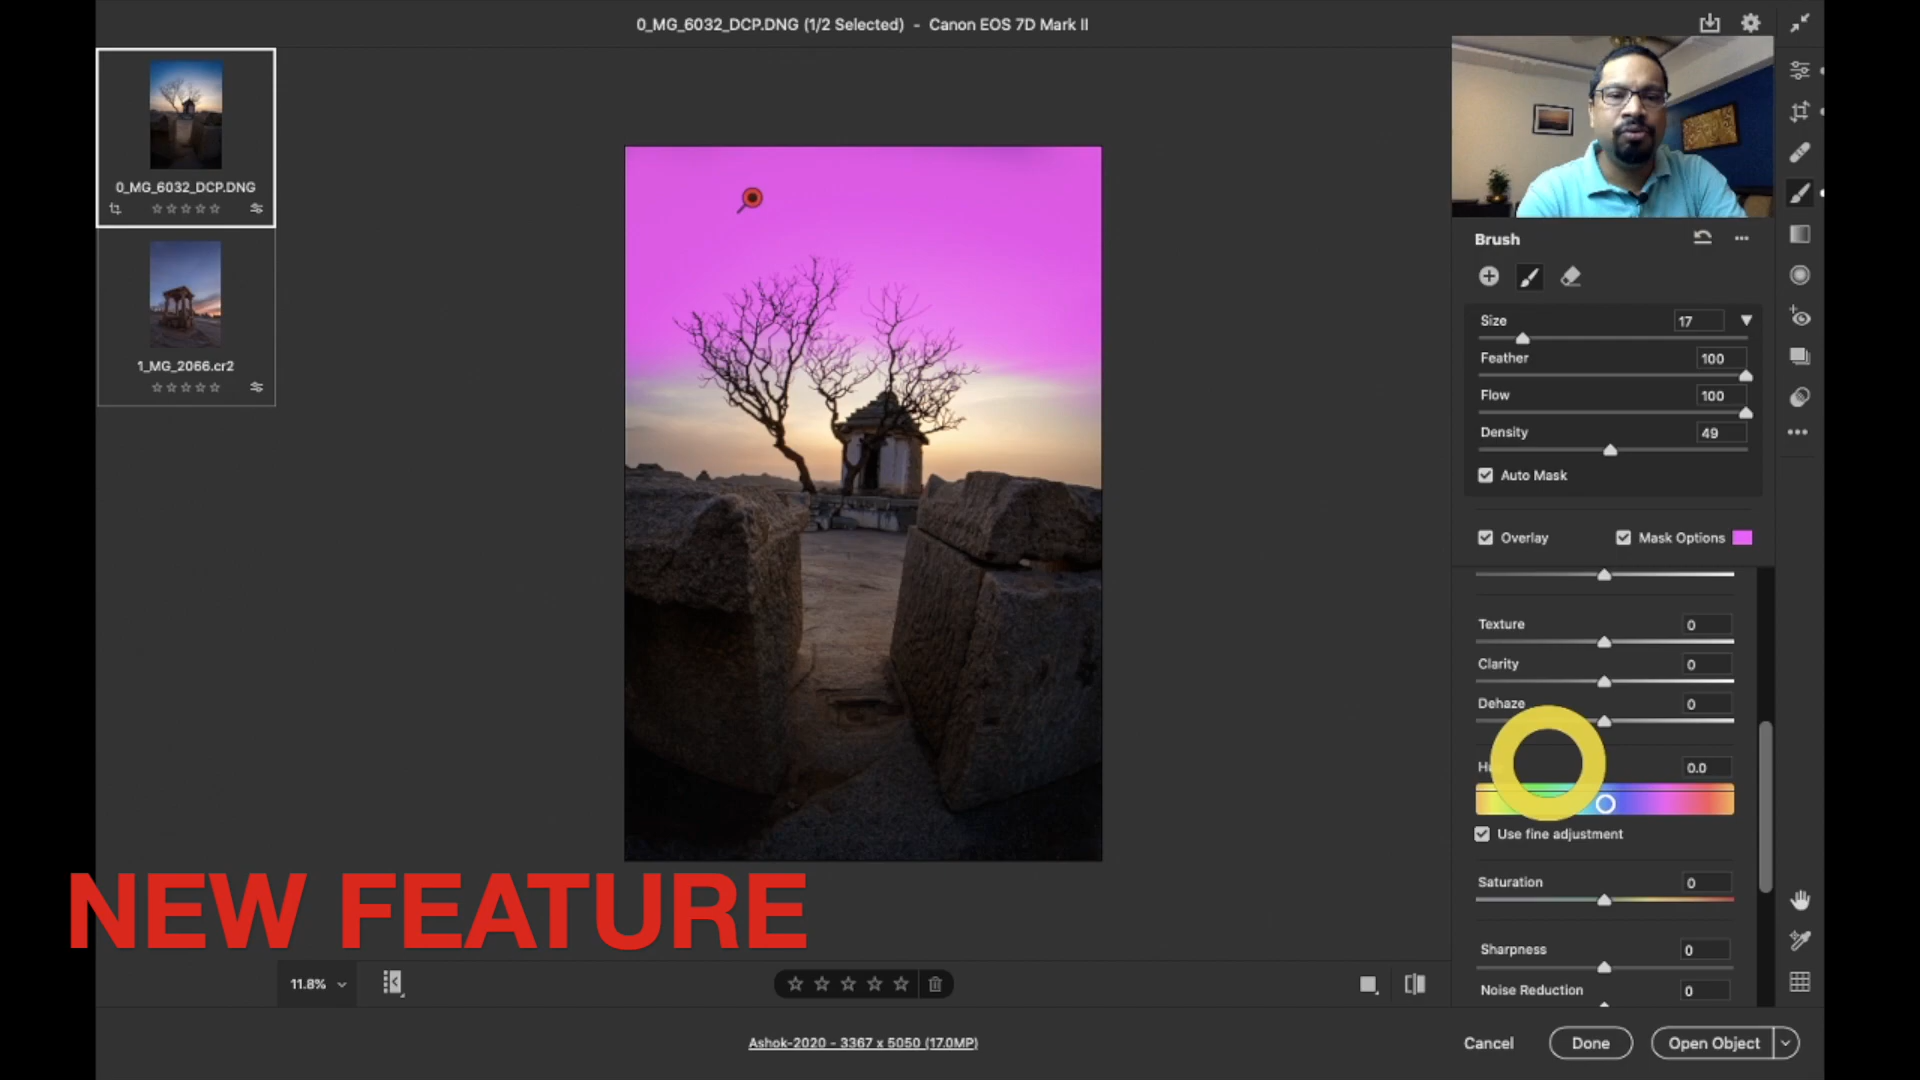 0_MG_6032_DCP.DNG (1/2 Selected) - Canon EOS 7D Mark II
0_MG_6032_DCP.DNG
1_MG_2066.cr2
Brush
Size 17
Feather 100
Flow 100
Density 49
Auto Mask
Overlay Mask Options
Texture 0
Clarity 0
Dehaze 0
0.0
Use fine adjustment
Saturation 0
Sharpness 0
Noise Reduction 0
NEW FEATURE
11.8%
Ashok-2020 - 3367 x 5050 (17.0MP)
Cancel Done Open Object